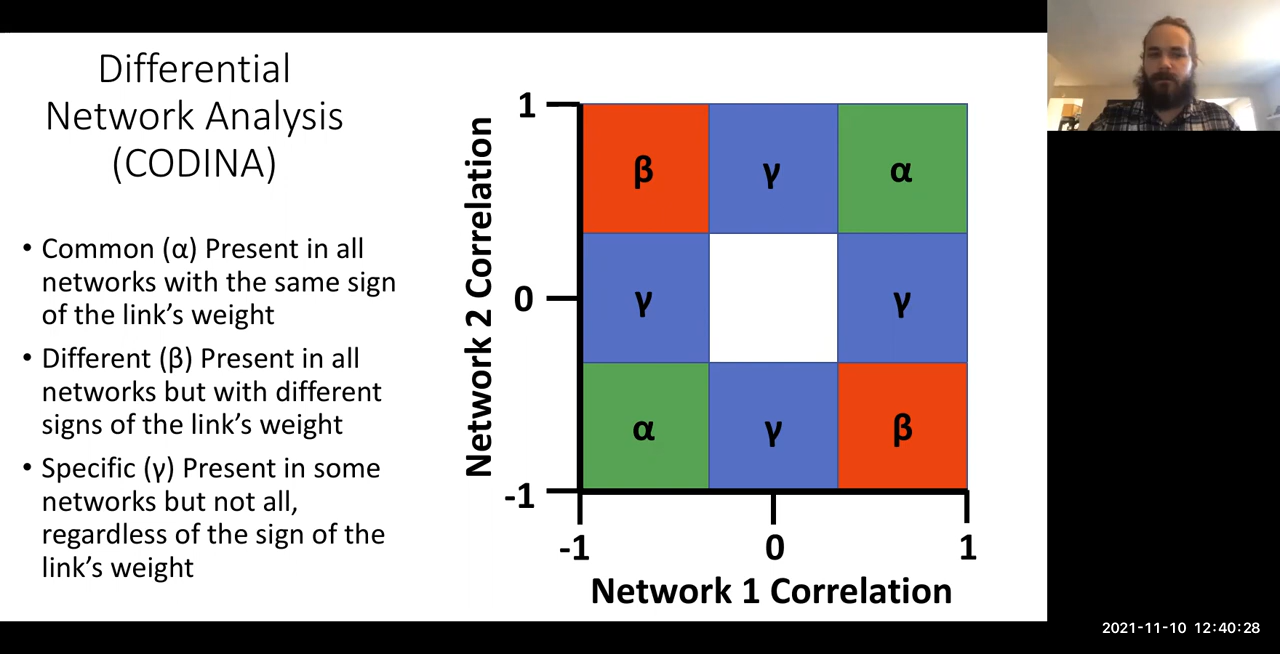 Differential
Network Analysis
(CODINA)
• Common (α) Present in all
networks with the same sign
of the link’s weight
• Different (β) Present in all
networks but with different
signs of the link’s weight
• Specific (γ) Present in some
networks but not all,
regardless of the sign of the
link’s weight
Network 2 Correlation
1
0
-1
β γ α
γ γ
α γ β
-1 0 1
Network 1 Correlation
2021-11-10 12:40:28